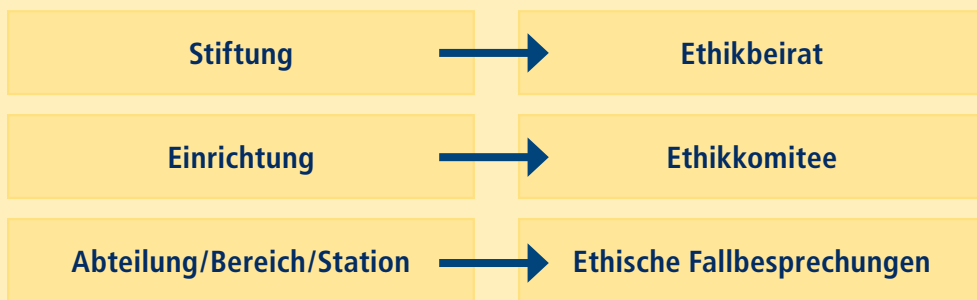 Stiftung Ethikbeirat
Einrichtung Ethikkomitee
Abteilung/Bereich/Station Ethische Fallbesprechungen